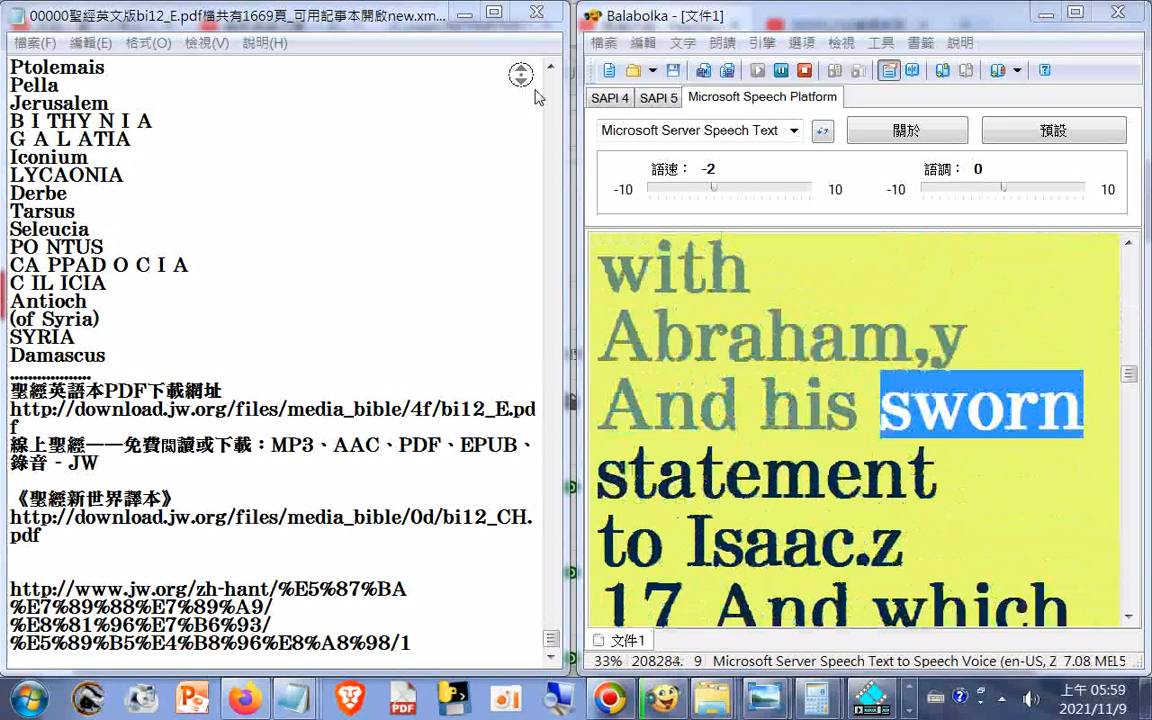 00000聖經英文版bi12_E.pdf檔共有1669頁_可用記事本開啟new.xm...
檔案(F) 編輯(E) 格式(O) 檢視(V) 說明(H)
Ptolemais
Pella
Jerusalem
B I THY N I A
G A L ATIA
Iconium
LYCAONIA
Derbe
Tarsus
Seleucia
PO NTUS
CA PPAD O C I A
C IL ICIA
Antioch
(of Syria)
SYRIA
Damascus
..................
聖經英語本PDF下載網址
http://download.jw.org/files/media_bible/4f/bi12_E.pd
f
線上聖經——免費閱讀或下載：MP3、AAC、PDF、EPUB、
錄音 - JW
《聖經新世界譯本》
http://download.jw.org/files/media_bible/0d/bi12_CH.
pdf
http://www.jw.org/zh-hant/%E5%87%BA
%E7%89%88%E7%89%A9/
%E8%81%96%E7%B6%93/
%E5%89%B5%E4%B8%96%E8%A8%98/1
Balabolka - [文件1]
檔案 編輯 文字 朗讀 引擎 選項 檢視 工具 書籤 說明
SAPI 4 SAPI 5 Microsoft Speech Platform
Microsoft Server Speech Text 關於 預設
語速： -2 語調： 0
-10 10 -10 10
with
Abraham,y
And his sworn
statement
to Isaac.z
17 And which
文件1
33% 208284. 9 Microsoft Server Speech Text to Speech Voice (en-US, Z 7.08 ME15
上午 05:59
2021/11/9